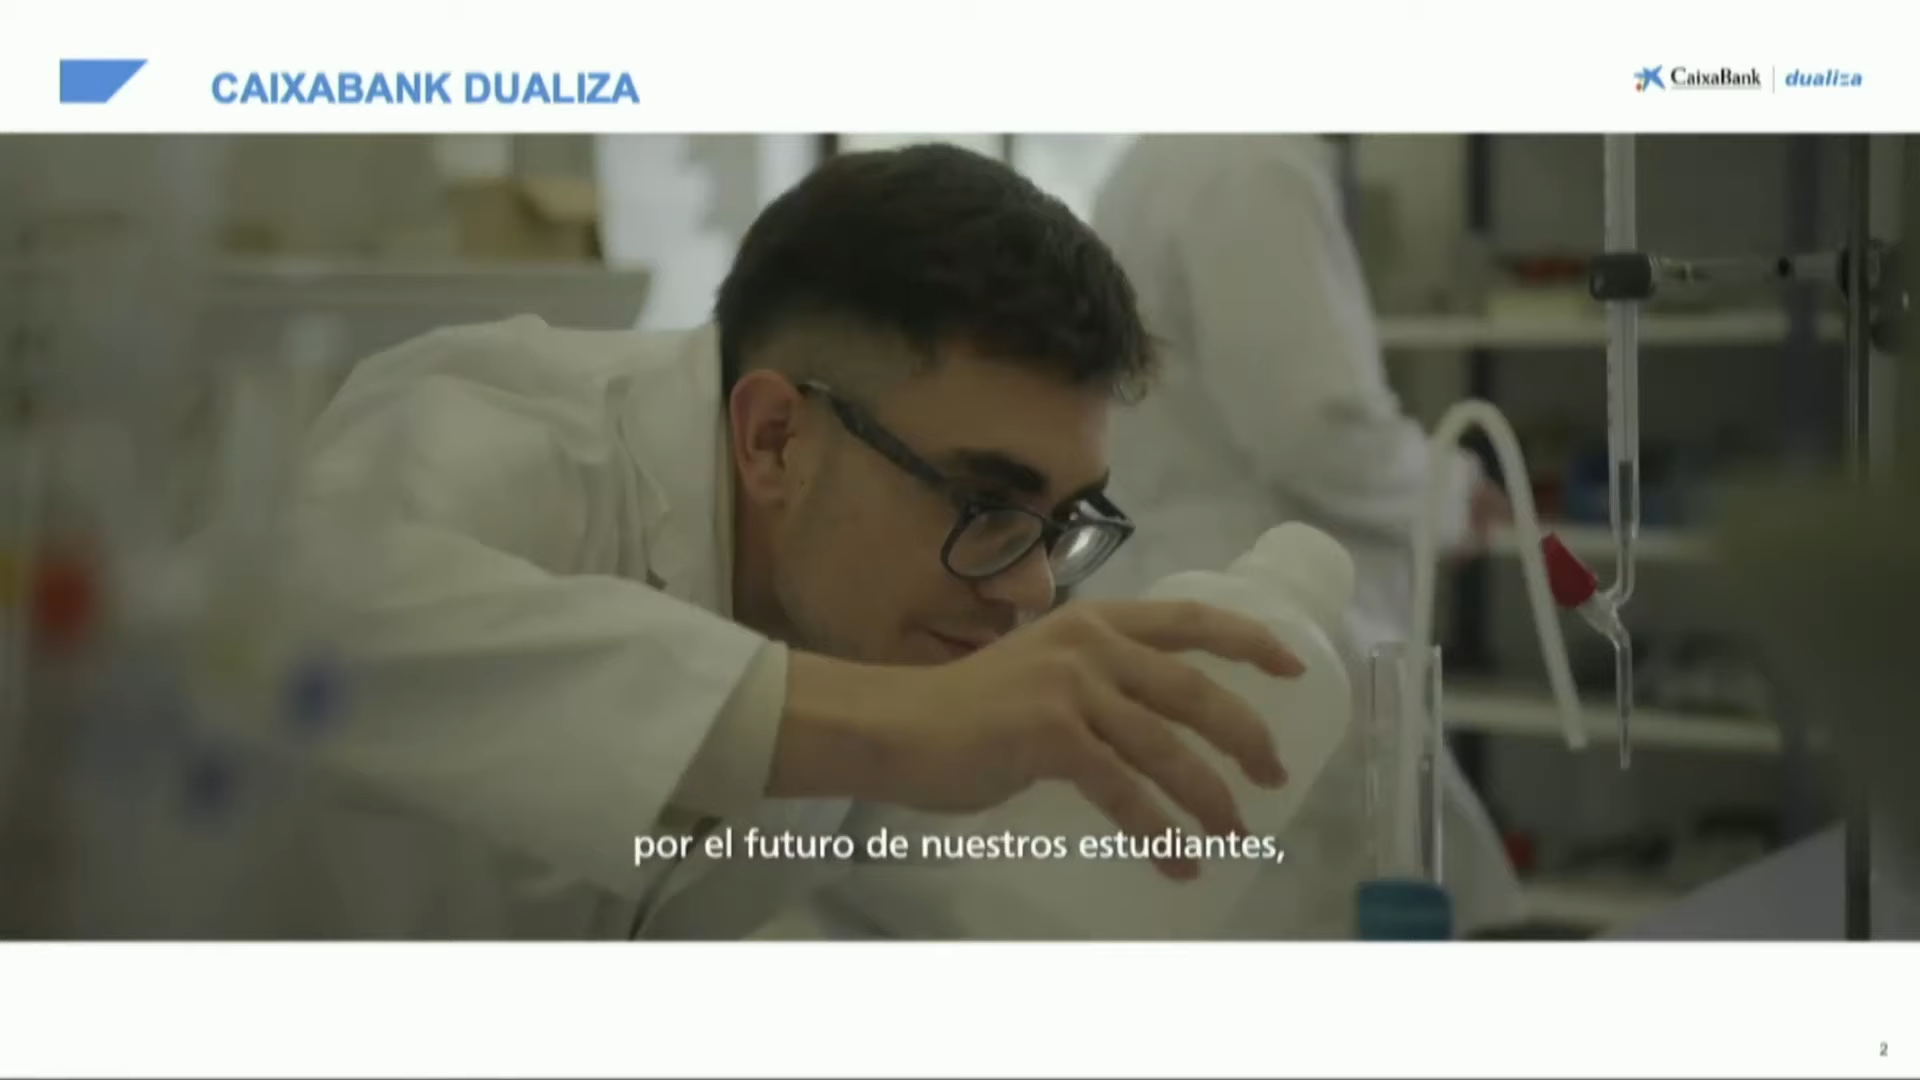 CAIXABANK DUALIZA
CaixaBank dualiza
por el futuro de nuestros estudiantes,
2